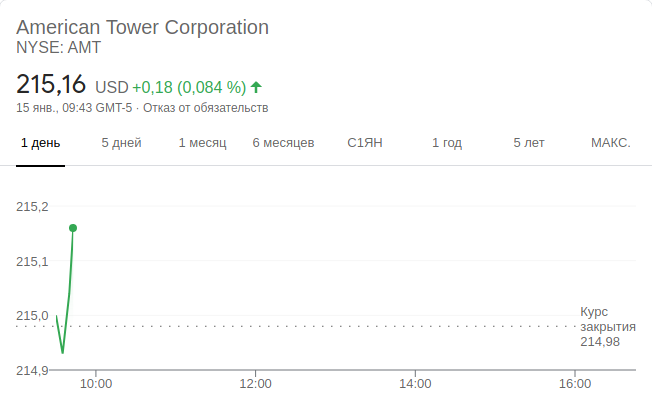 American Tower Corporation
NYSE: AMT
215,16 USD +0,18 (0,084 %)
15 янв., 09:43 GMT-5 · Отказ от обязательств
1 день 5 дней 1 месяц 6 месяцев С1ЯН 1 год 5 лет МАКС.
215,2
215,1
215,0
214,9
Курс
закрытия
214,98
10:00 12:00 14:00 16:00